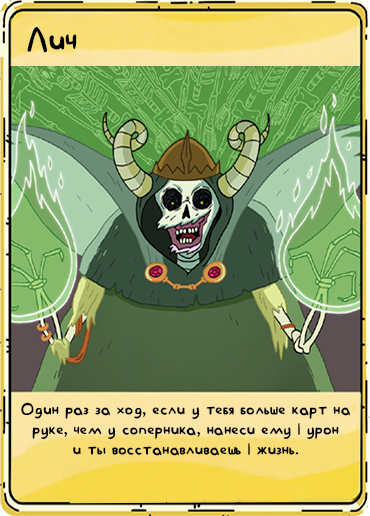 Лич
Один раз за ход, если у тебя больше карт на
руке, чем у соперника, нанеси ему 1 урон
и ты восстанавливаешь 1 жизнь.